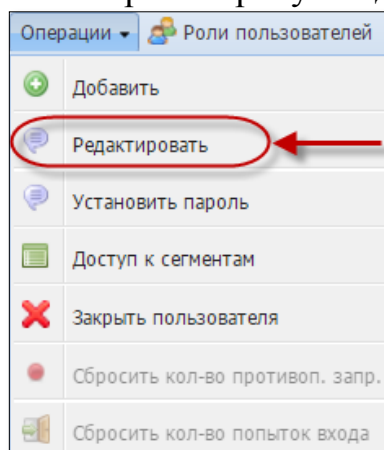 Операции Роли пользователей
Добавить
Редактировать
Установить пароль
Доступ к сегментам
Закрыть пользователя
Сбросить кол-во противоп. запр.
Сбросить кол-во попыток входа